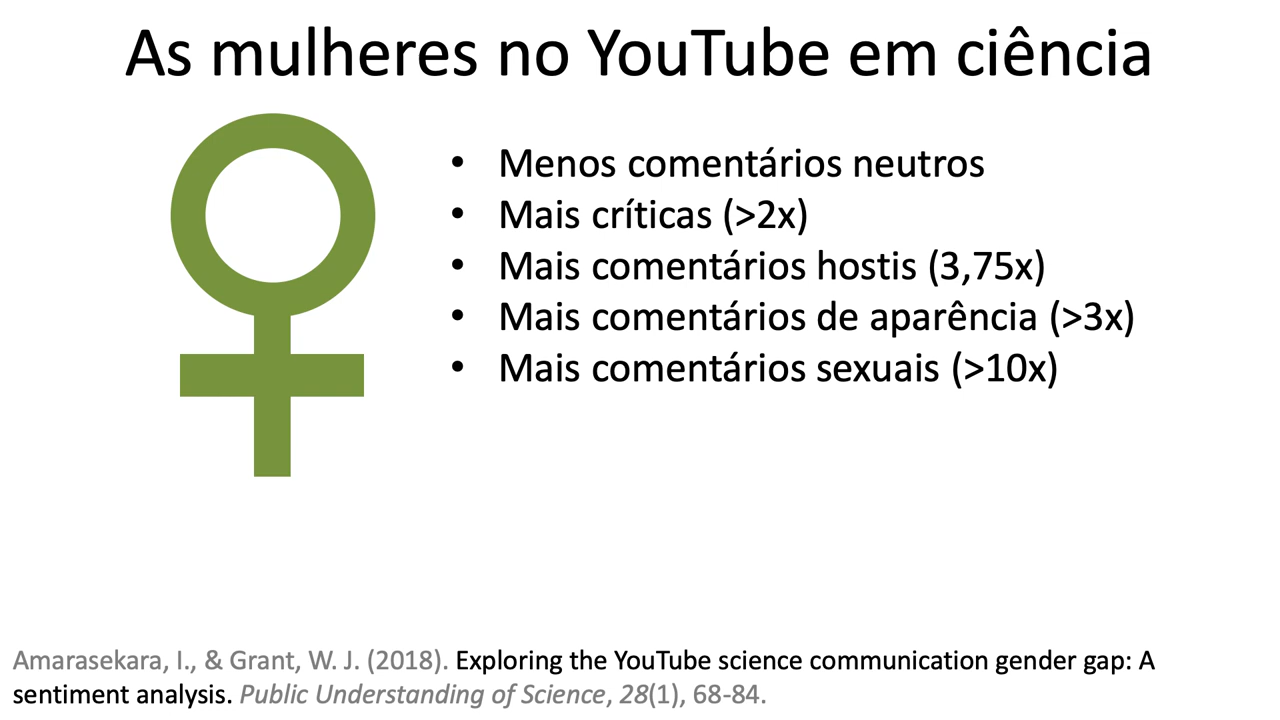 As mulheres no YouTube em ciência
• Menos comentários neutros
• Mais críticas (>2x)
• Mais comentários hostis (3,75x)
• Mais comentários de aparência (>3x)
• Mais comentários sexuais (>10x)
Amarasekara, I., & Grant, W. J. (2018). Exploring the YouTube science communication gender gap: A
sentiment analysis. Public Understanding of Science, 28(1), 68-84.